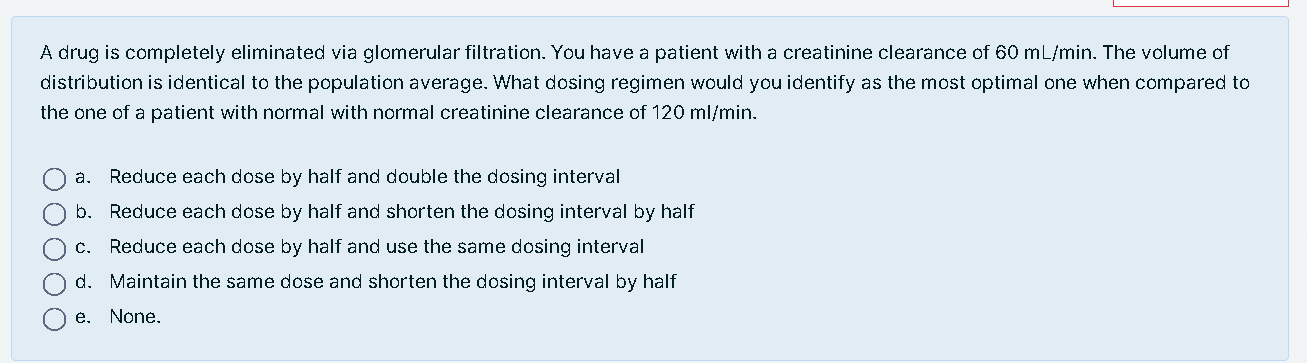 A drug is completely eliminated via glomerular filtration. You have a patient with a creatinine clearance of 60 mL/min. The volume of
distribution is identical to the population average. What dosing regimen would you identify as the most optimal one when compared to
the one of a patient with normal with normal creatinine clearance of 120 ml/min.
a. Reduce each dose by half and double the dosing interval
b. Reduce each dose by half and shorten the dosing interval by half
c. Reduce each dose by half and use the same dosing interval
d. Maintain the same dose and shorten the dosing interval by half
e. None.